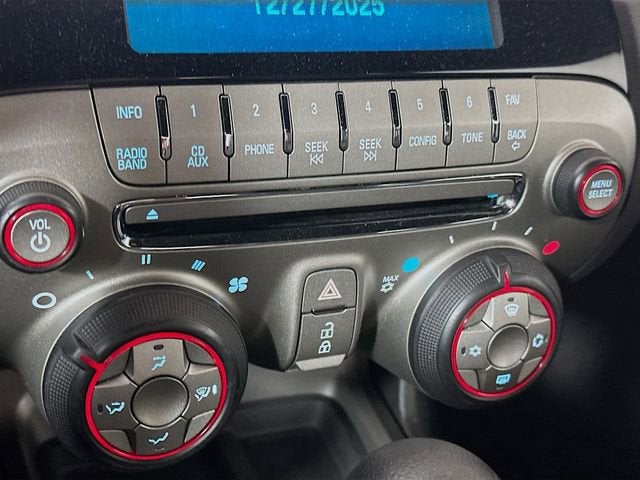 12/27/2025
INFO 1 2 3 4 5 6 FAV
RADIO BAND
CD AUX
PHONE
SEEK
SEEK
CONFIG
TONE
BACK
VOL
MENU SELECT
MAX